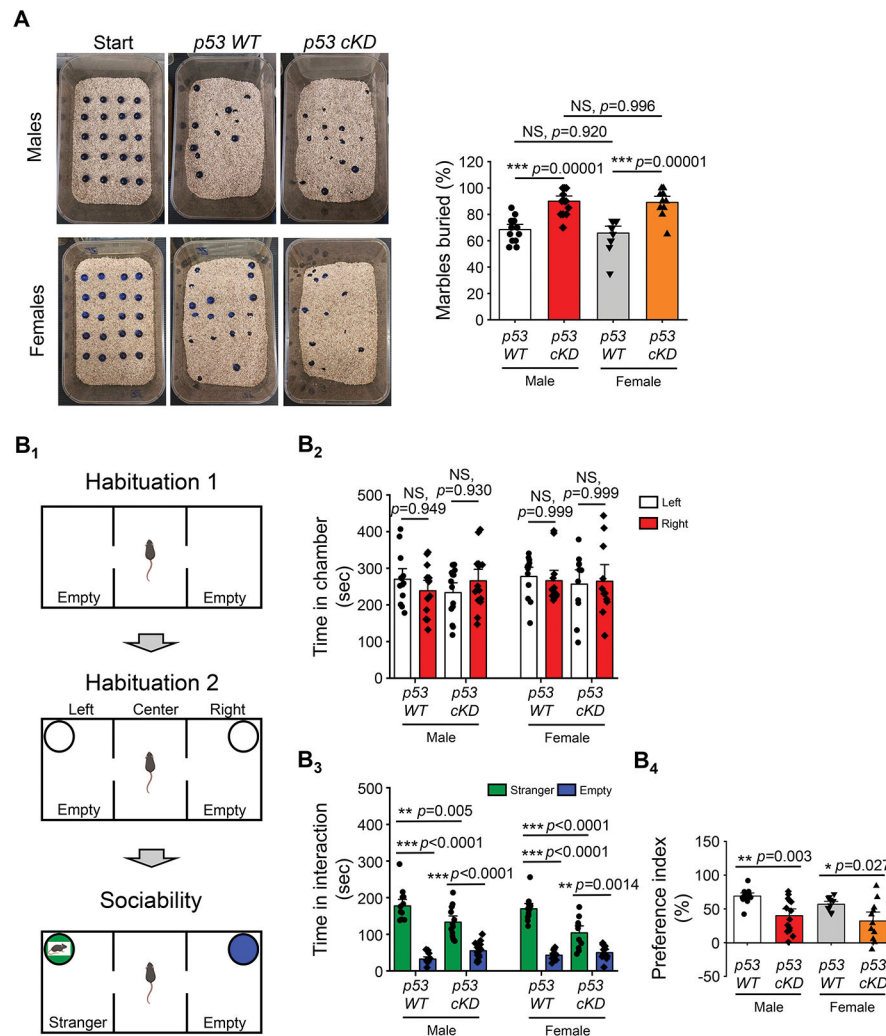 A
Start
p53 WT
p53 cKD
Males
Females
Marbles buried (%)
NS, p=0.996
NS, p=0.920
*** p=0.00001
*** p=0.00001
120
100
80
60
40
20
0
p53 WT
p53 cKD
p53 WT
p53 cKD
Male
Female
B1
Habituation 1
Empty
Empty
Habituation 2
Left
Center
Right
Empty
Empty
Sociability
Stranger
Empty
B2
Time in chamber (sec)
NS, p=0.949
NS, p=0.930
NS, p=0.999
NS, p=0.999
Left
Right
500
400
300
200
100
0
p53 WT
p53 cKD
p53 WT
p53 cKD
Male
Female
B3
Time in interaction (sec)
Stranger
Empty
** p=0.005
*** p<0.0001
*** p<0.0001
*** p<0.0001
*** p<0.0001
** p=0.0014
500
400
300
200
100
0
p53 WT
p53 cKD
p53 WT
p53 cKD
Male
Female
B4
Preference index (%)
** p=0.003
* p=0.027
150
100
50
0
-50
p53 WT
p53 cKD
p53 WT
p53 cKD
Male
Female